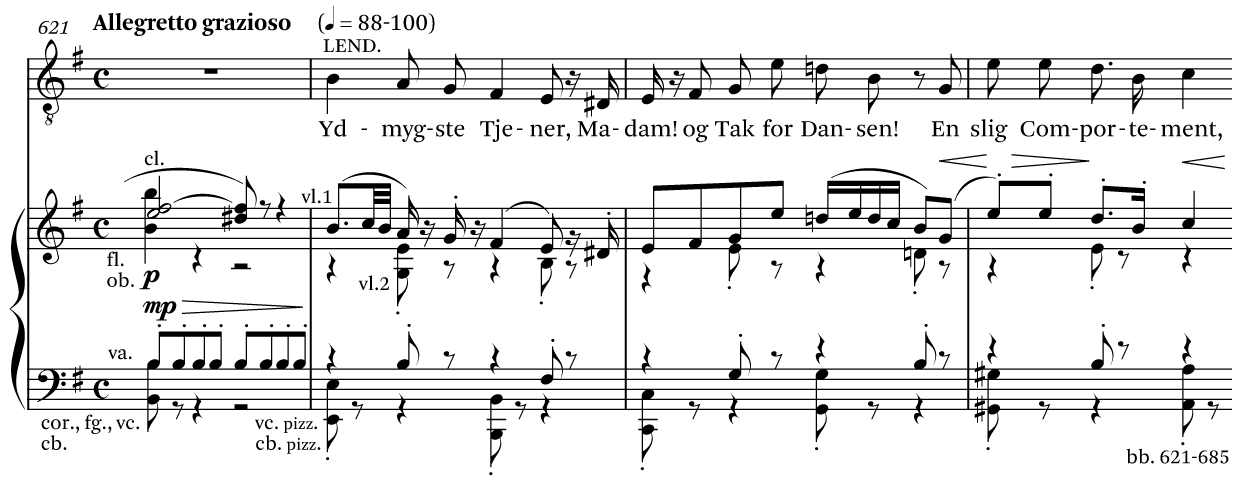 621 Allegretto grazioso (♩ = 88-100)
LEND.
8
Yd - myg-ste Tje-ner, Ma-dam! og Tak for Dan-sen! En slig Com-por-te-ment,
cl.
vl.1
fl.
ob. p
vl.2
mp
va.
cor., fg., vc. vc. pizz.
cb. cb. pizz.
bb. 621-685